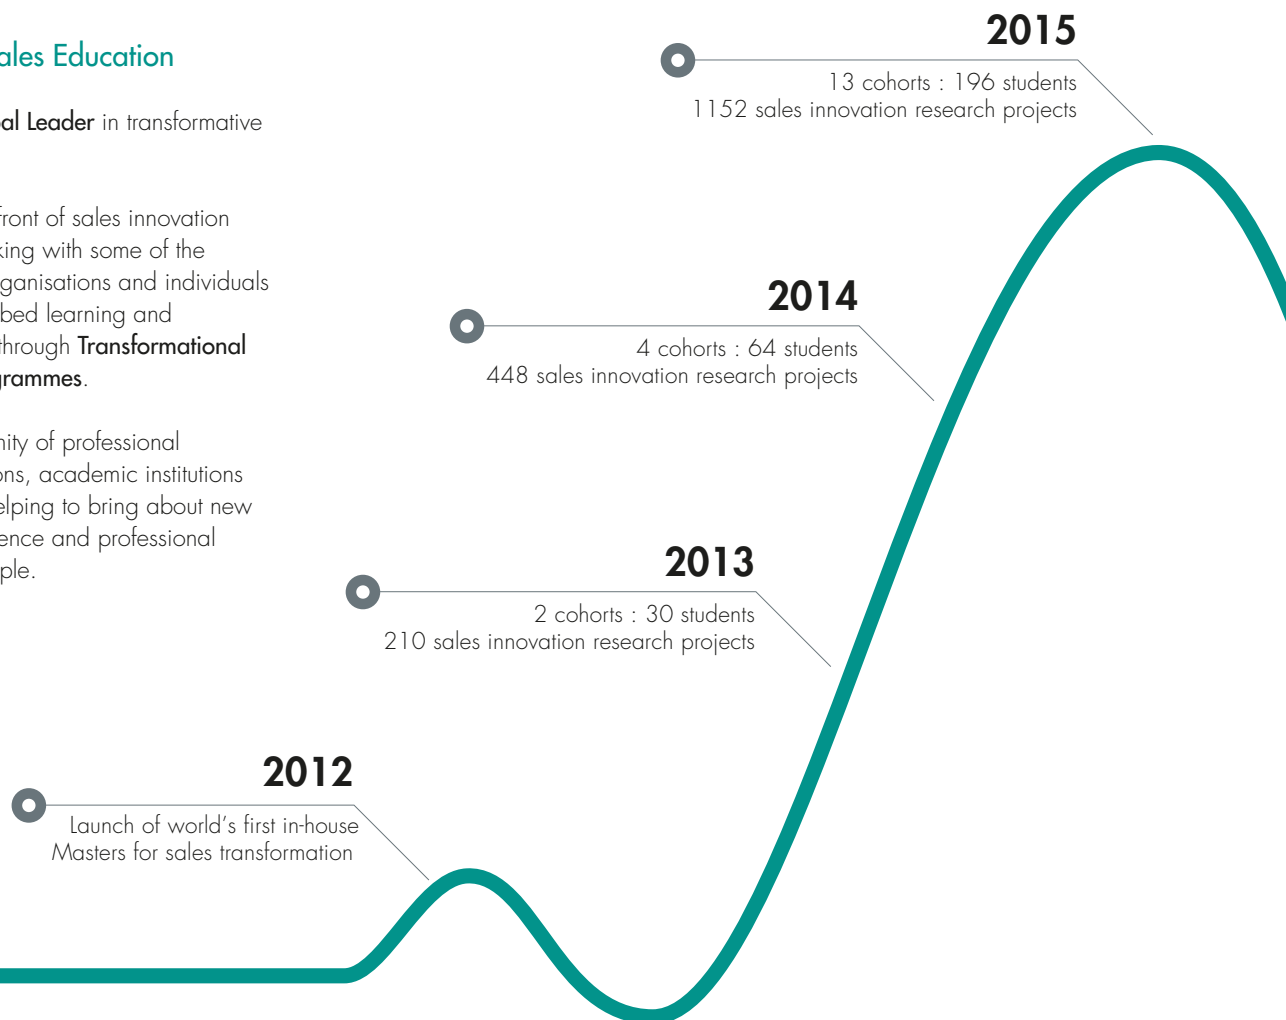 ales Education
al Leader in transformative
front of sales innovation
king with some of the
ganisations and individuals
bed learning and
through Transformational
grammes.
nity of professional
ons, academic institutions
elping to bring about new
ence and professional
ple.
2015
13 cohorts : 196 students
1152 sales innovation research projects
2014
4 cohorts : 64 students
448 sales innovation research projects
2013
2 cohorts : 30 students
210 sales innovation research projects
2012
Launch of world's first in-house
Masters for sales transformation